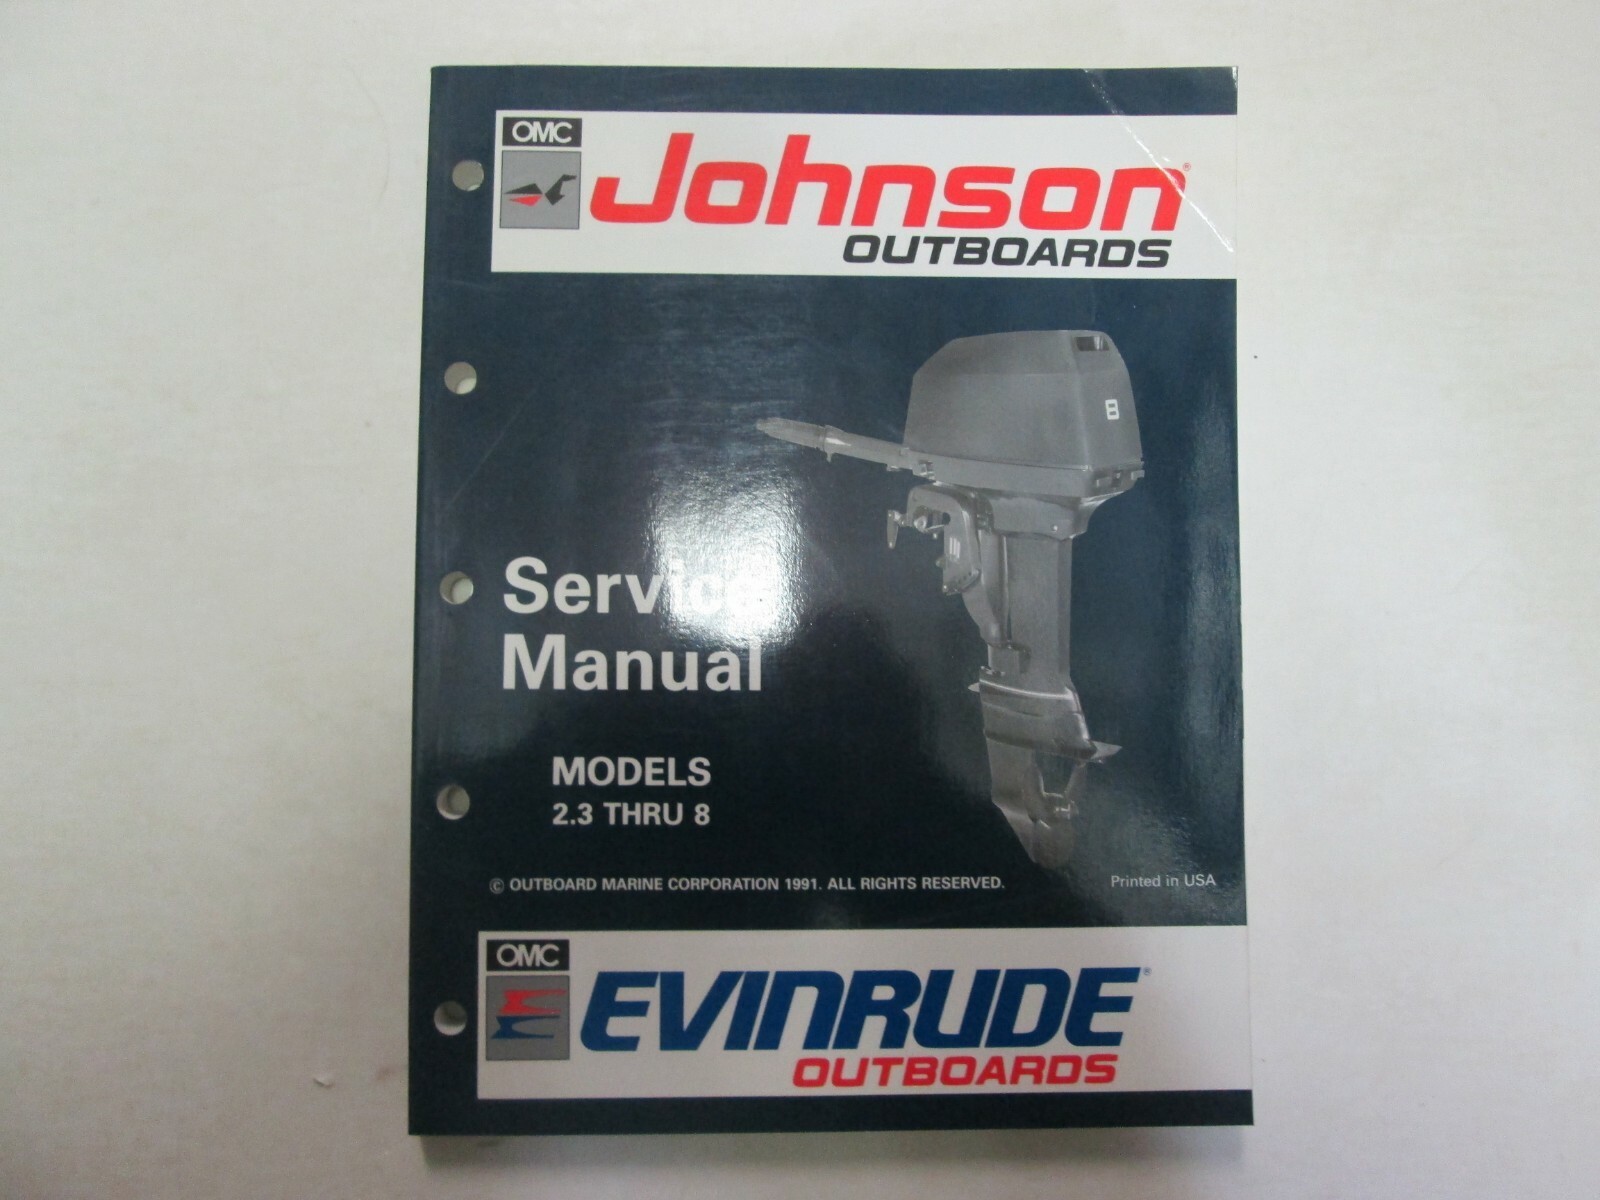 OMC
Johnson®
OUTBOARDS
8
Service
Manual
MODELS
2.3 THRU 8
© OUTBOARD MARINE CORPORATION 1991. ALL RIGHTS RESERVED.
Printed in USA
OMC
EVINRUDE®
OUTBOARDS